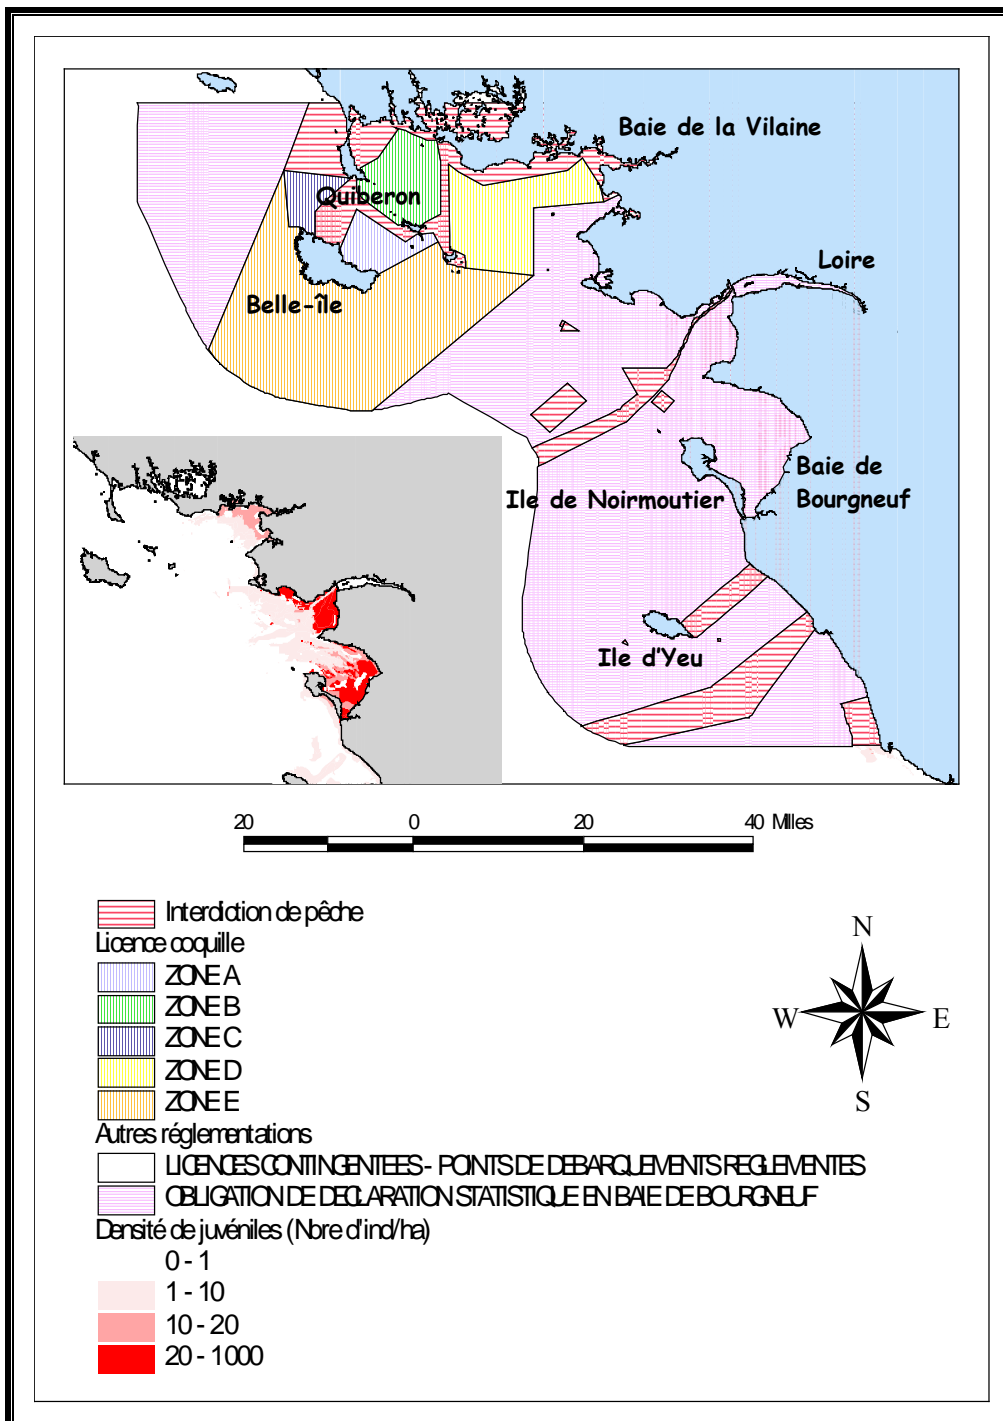 Baie de la Vilaine
Quiberon
Loire
Belle-île
Baie de
Bourgneuf
Ile de Noirmoutier
Ile d'Yeu
20 0 20 40 Milles
Interdiction de pêche
Licence coquille
ZONE A
ZONE B
ZONE C
ZONE D
ZONE E
Autres réglementations
LICENCES CONTINGENTEES - POINTS DE DEBARQUEMENTS REGLEMENTES
OBLIGATION DE DECLARATION STATISTIQUE EN BAIE DE BOURGNEUF
Densité de juvéniles (Nbre d'ind/ha)
0 - 1
1 - 10
10 - 20
20 - 1000
N
W E
S